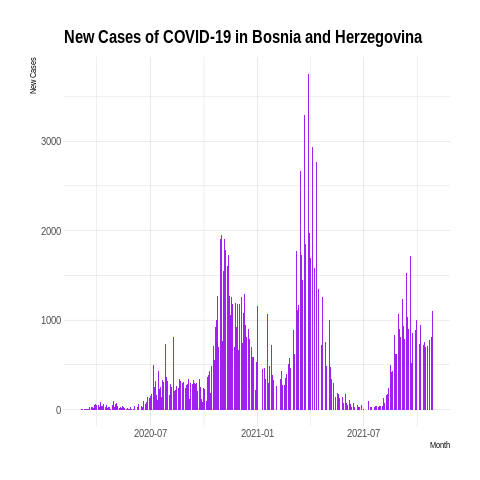 New Cases of COVID-19 in Bosnia and Herzegovina
New Cases
3000
2000
1000
0
2020-07
2021-01
2021-07
Month